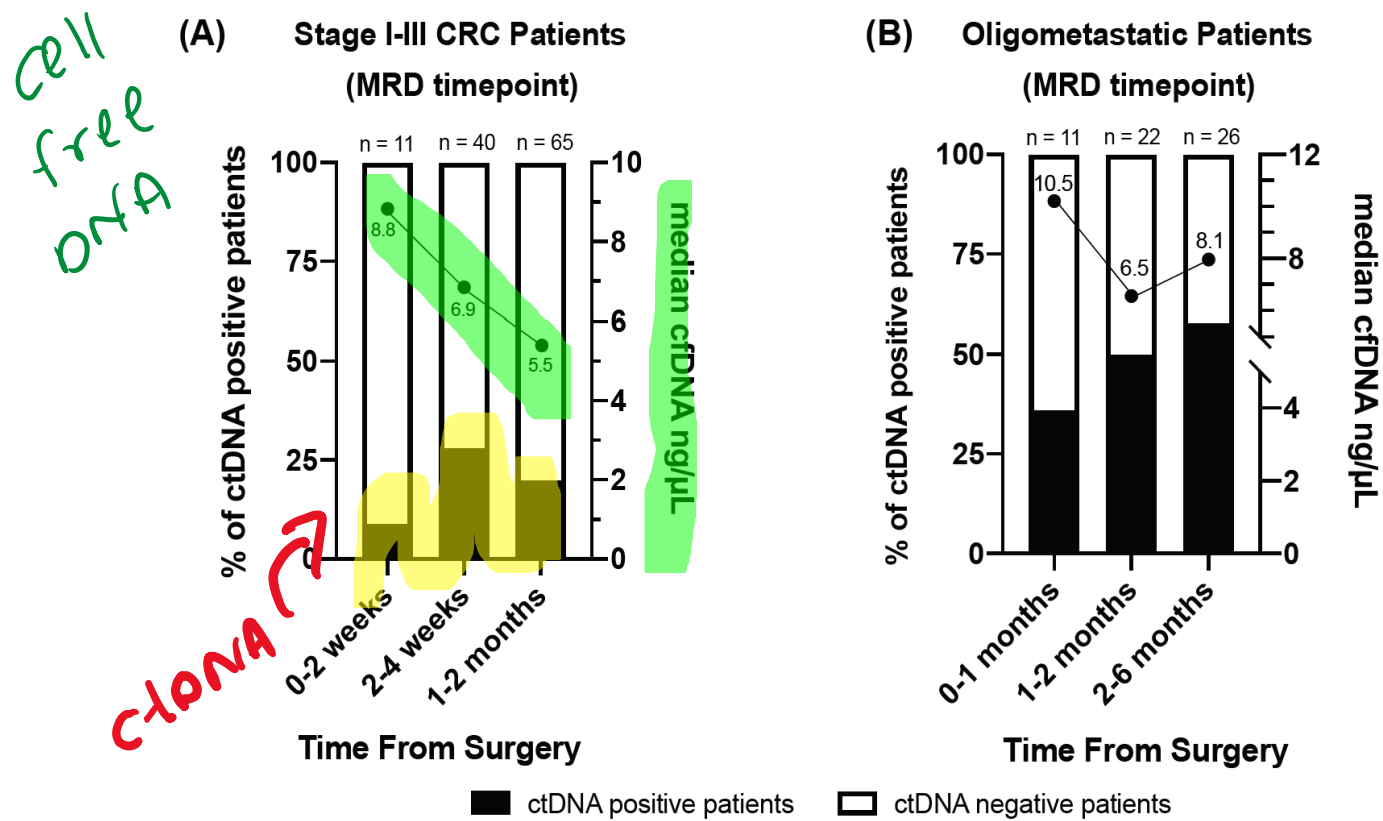 cell
free
DNA
(A)
Stage I-III CRC Patients
(MRD timepoint)
n = 11
n = 40
n = 65
% of ctDNA positive patients
100
75
50
25
0
8.8
6.9
5.5
10
8
6
4
2
0
median cfDNA ng/µL
0-2 weeks
2-4 weeks
1-2 months
Time From Surgery
ctDNA
(B)
Oligometastatic Patients
(MRD timepoint)
n = 11
n = 22
n = 26
% of ctDNA positive patients
100
75
50
25
0
10.5
6.5
8.1
12
8
4
2
0
median cfDNA ng/µL
0-1 months
1-2 months
2-6 months
Time From Surgery
ctDNA positive patients
ctDNA negative patients